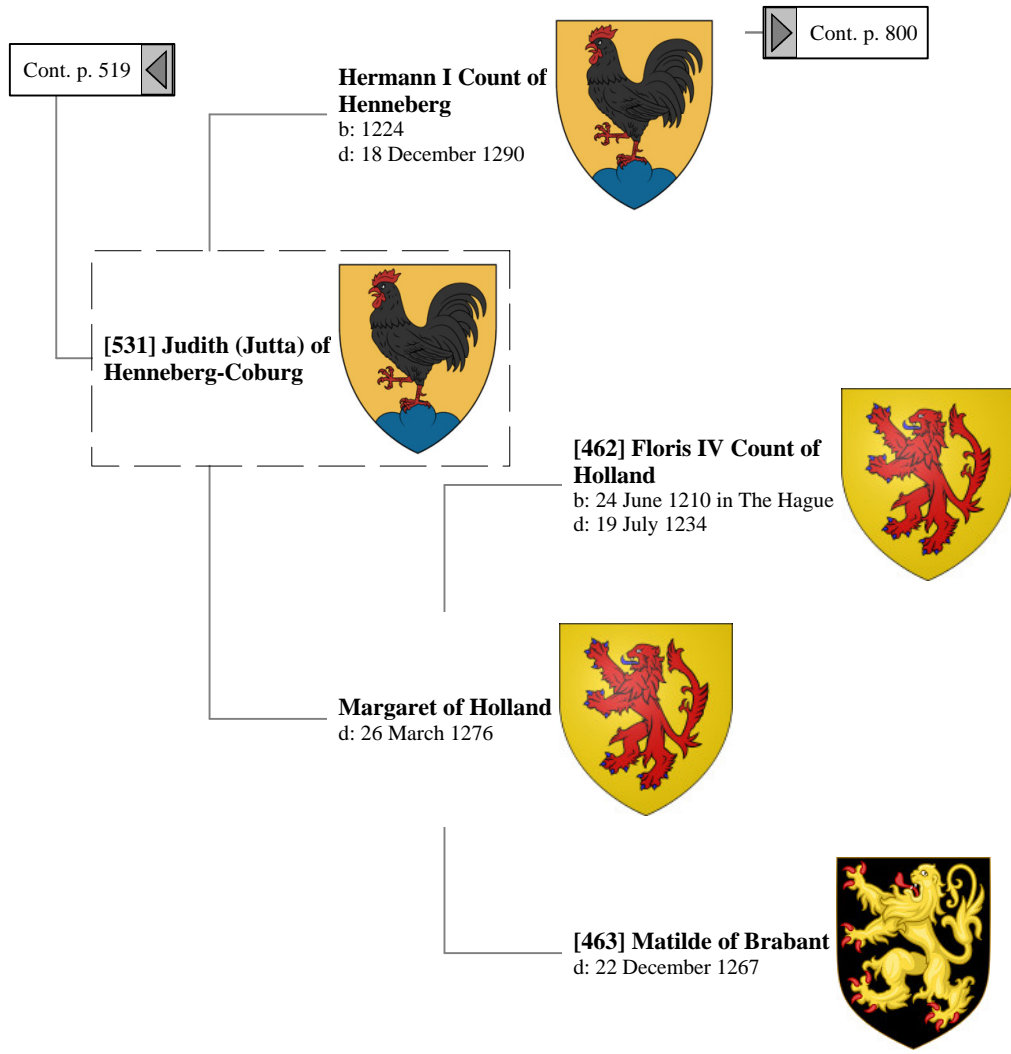 Cont. p. 519
Cont. p. 800
Hermann I Count of
Henneberg
b: 1224
d: 18 December 1290
[531] Judith (Jutta) of
Henneberg-Coburg
[462] Floris IV Count of
Holland
b: 24 June 1210 in The Hague
d: 19 July 1234
Margaret of Holland
d: 26 March 1276
[463] Matilde of Brabant
d: 22 December 1267